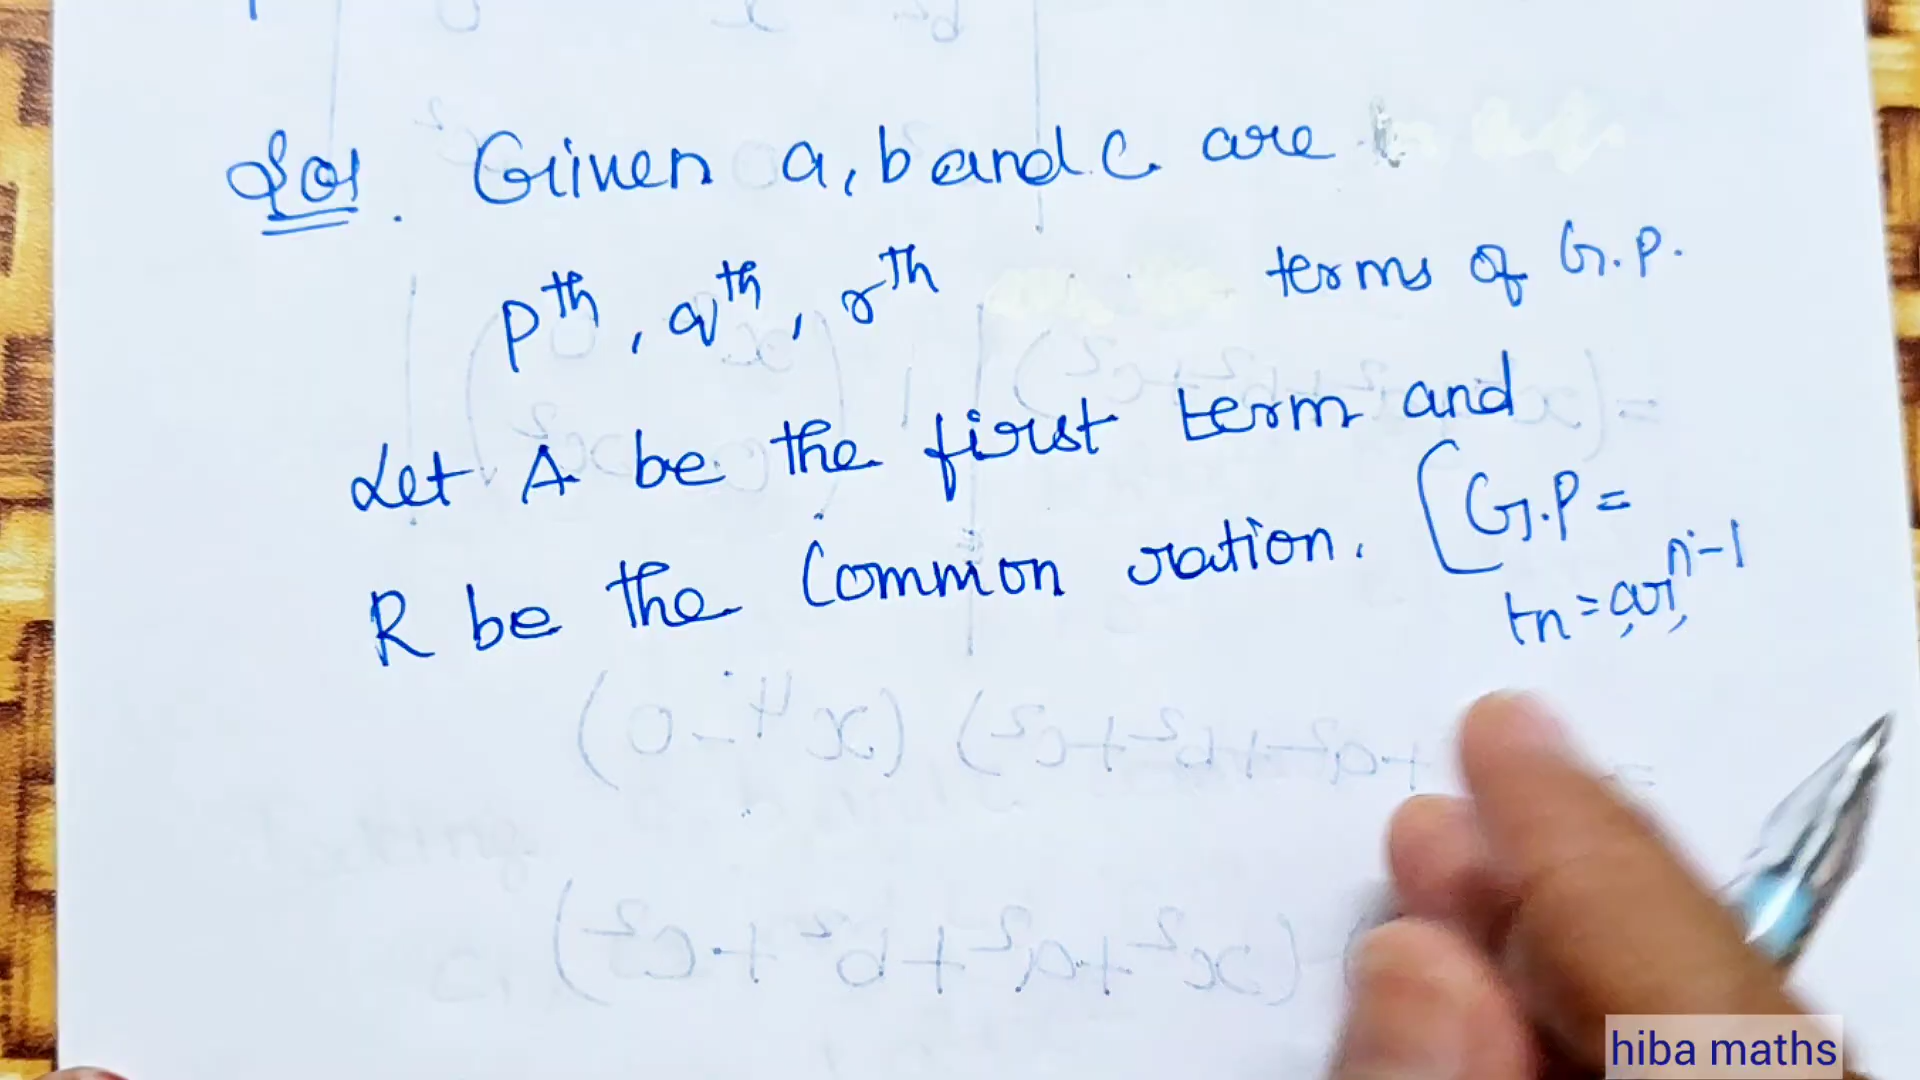 Sol. Given a, b and c are
pth, qth, rth terms of G.P.
Let A be the first term and
R be the common ration. [G.P =
tn = ar^n-1
hiba maths